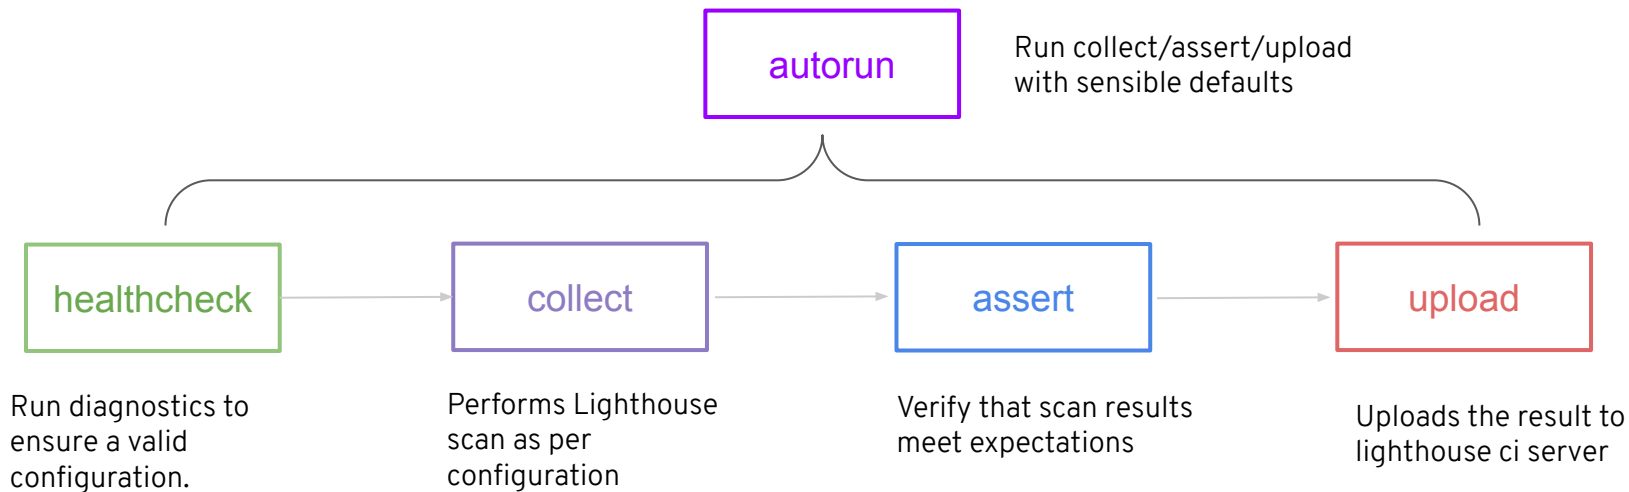 autorun
Run collect/assert/upload
with sensible defaults
healthcheck
collect
assert
upload
Run diagnostics to
ensure a valid
configuration.
Performs Lighthouse
scan as per
configuration
Verify that scan results
meet expectations
Uploads the result to
lighthouse ci server